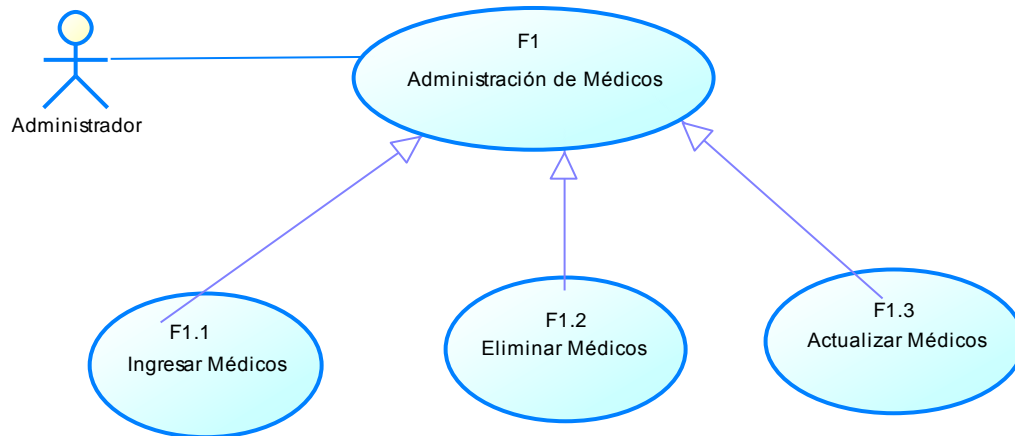 F1
Administración de Médicos
Administrador
F1.1
Ingresar Médicos
F1.2
Eliminar Médicos
F1.3
Actualizar Médicos